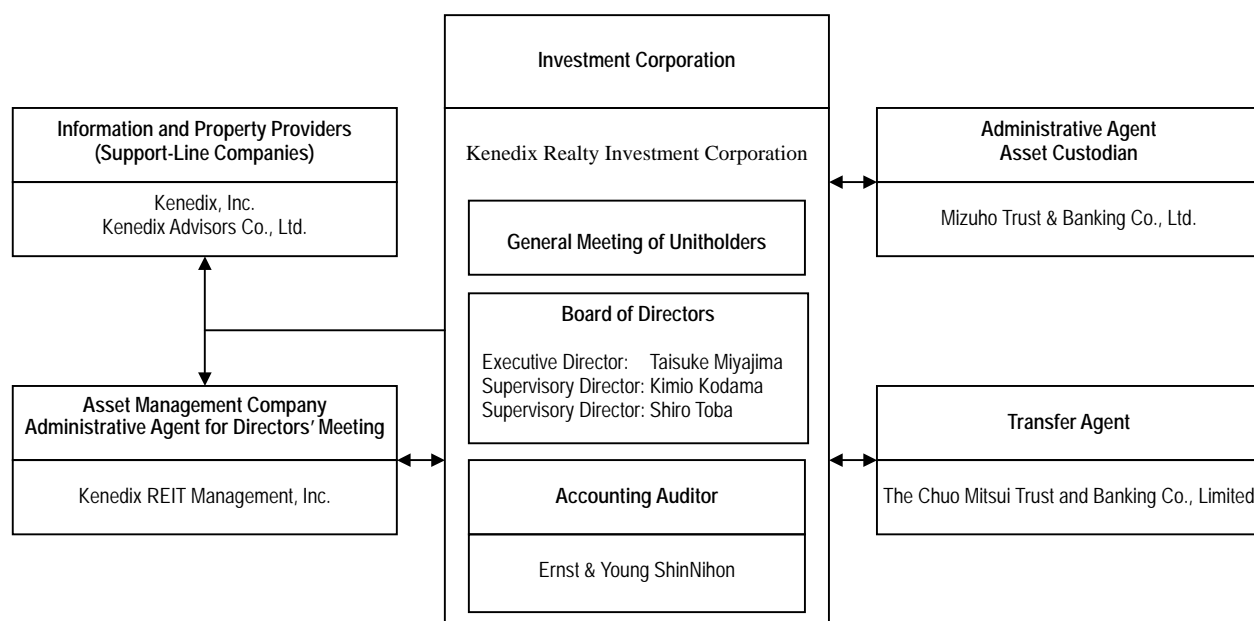 Investment Corporation
Kenedix Realty Investment Corporation
General Meeting of Unitholders
Board of Directors
Executive Director: Taisuke Miyajima
Supervisory Director: Kimio Kodama
Supervisory Director: Shiro Toba
Accounting Auditor
Ernst & Young ShinNihon
Information and Property Providers
(Support-Line Companies)
Kenedix, Inc.
Kenedix Advisors Co., Ltd.
Asset Management Company
Administrative Agent for Directors’ Meeting
Kenedix REIT Management, Inc.
Administrative Agent
Asset Custodian
Mizuho Trust & Banking Co., Ltd.
Transfer Agent
The Chuo Mitsui Trust and Banking Co., Limited